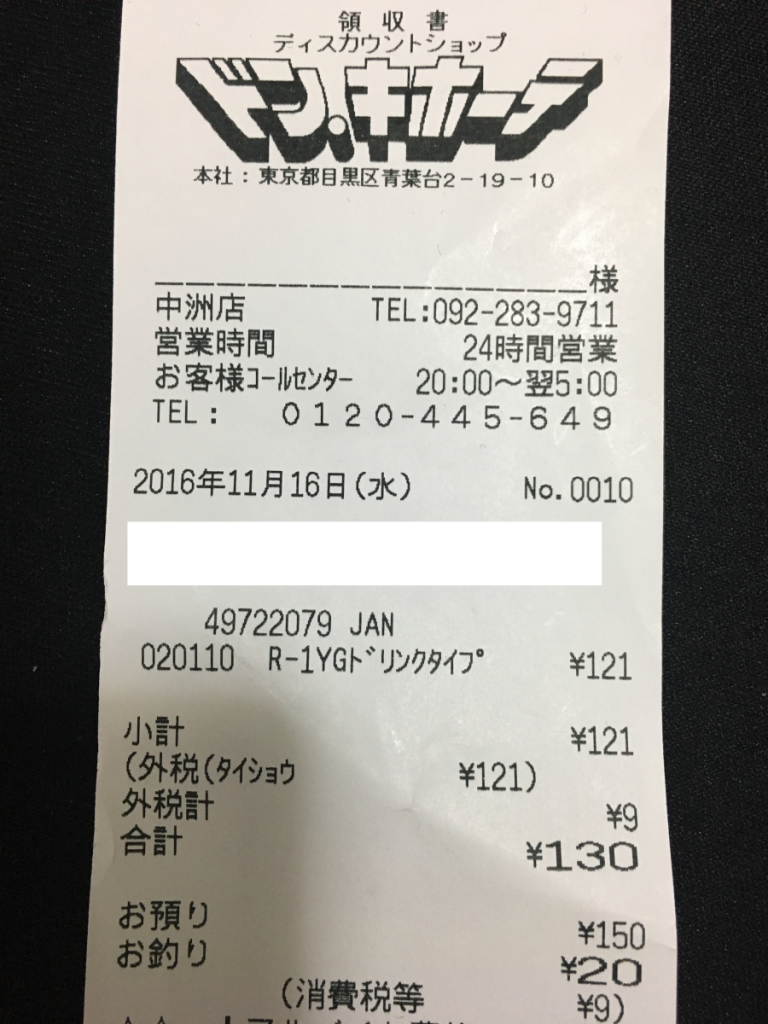 領収書
ディスカウントショップ
ドン.キホーテ
本社：東京都目黒区青葉台2－19－10
様
中洲店 TEL:092-283-9711
営業時間 24時間営業
お客様ｺｰﾙｾﾝﾀｰ 20:00～翌5:00
TEL： ０１２０-４４５-６４９
2016年11月16日(水) No.0010
49722079 JAN
020110 R-1YGﾄﾞﾘﾝｸﾀｲﾌﾟ ¥121
小計 ¥121
(外税(ﾀｲｼｮｳ ¥121)
外税計 ¥9
合計 ¥130
お預り ¥150
お釣り ¥20
(消費税等 ¥9)